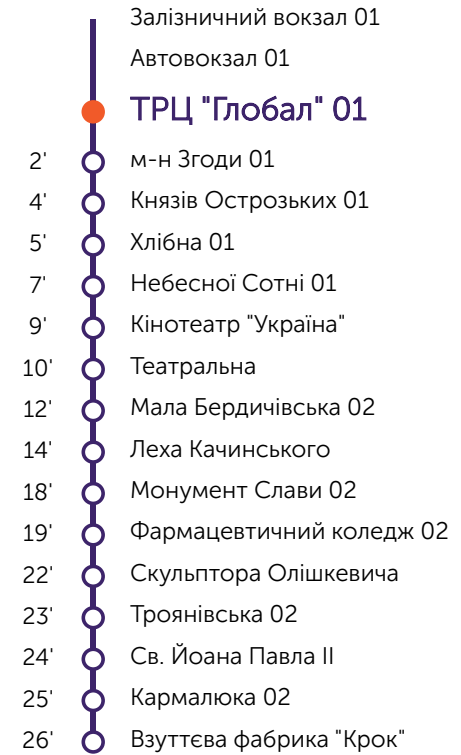 Залізничний вокзал 01
Автовокзал 01
ТРЦ "Глобал" 01
2' м-н Згоди 01
4' Князів Острозьких 01
5' Хлібна 01
7' Небесної Сотні 01
9' Кінотеатр "Україна"
10' Театральна
12' Мала Бердичівська 02
14' Леха Качинського
18' Монумент Слави 02
19' Фармацевтичний коледж 02
22' Скульптора Олішкевича
23' Троянівська 02
24' Св. Йоана Павла ІІ
25' Кармалюка 02
26' Взуттєва фабрика "Крок"